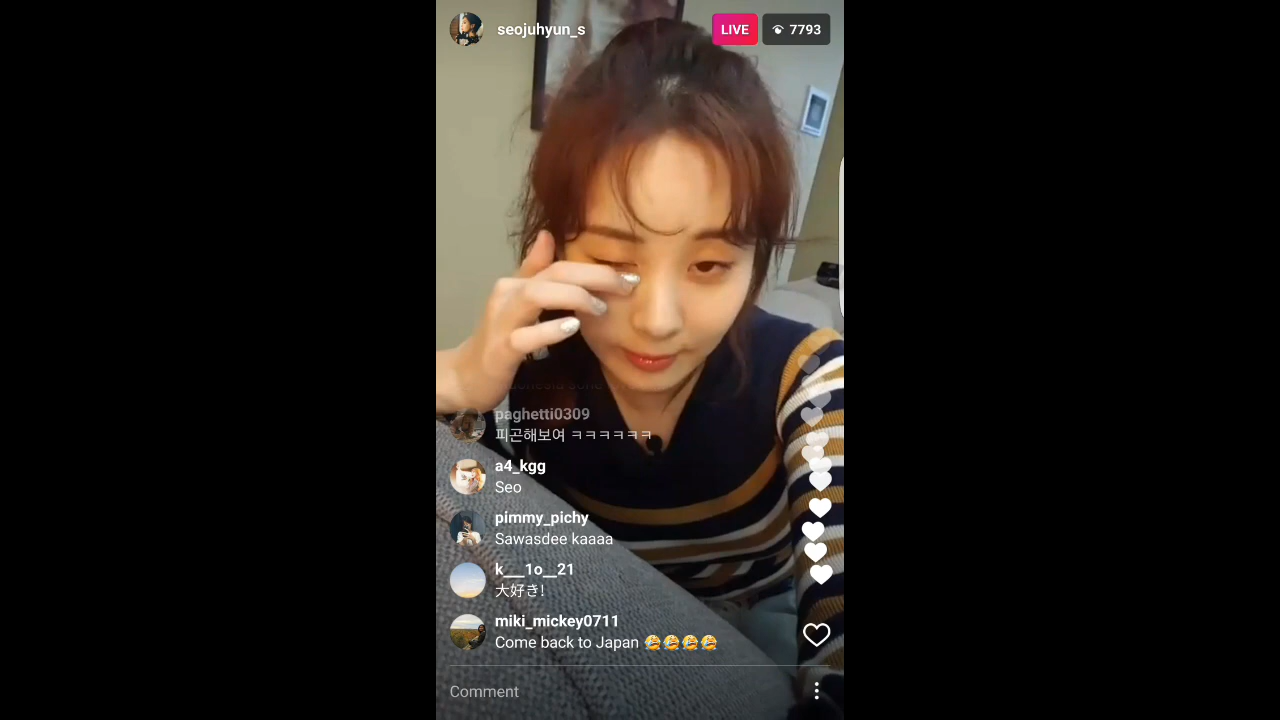 seojuhyun_s
LIVE
7793
paghetti0309
피곤해보여 ㅋㅋㅋㅋㅋㅋ
a4_kgg
Seo
pimmy_pichy
Sawasdee kaaaa
k___1o__21
大好き!
miki_mickey0711
Come back to Japan 🤣🤣🤣🤣
Comment